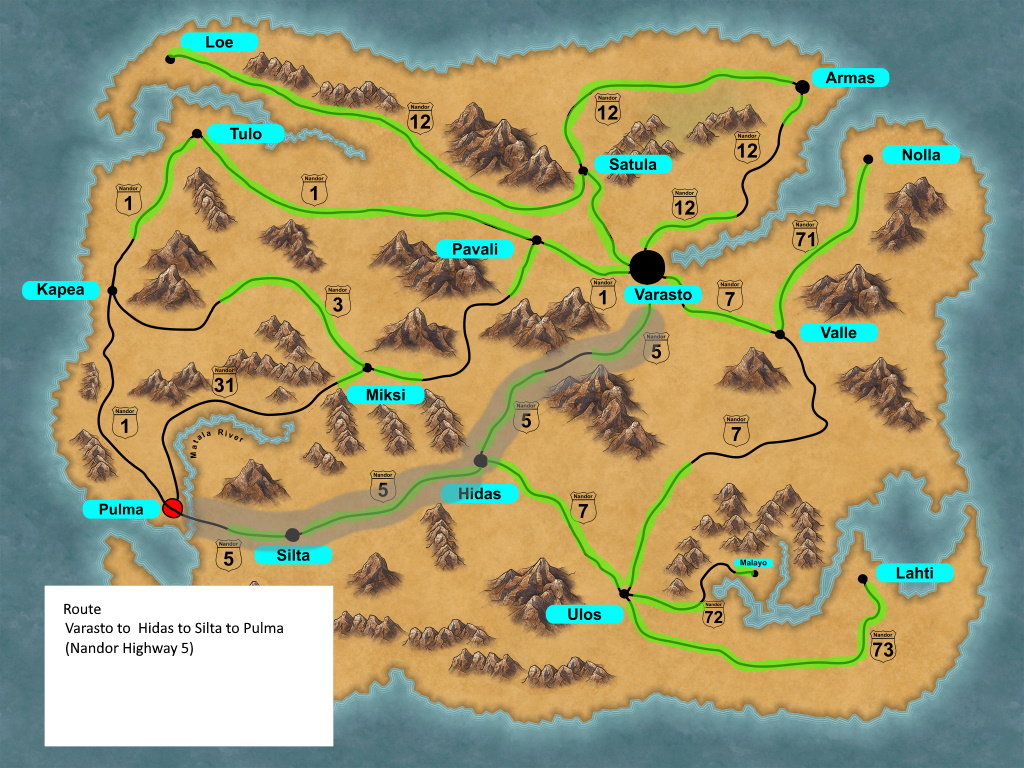 Loe
Armas
Nandor
12
Nandor
12
Tulo
Nandor
12
Nolla
Satula
Nandor
1
Nandor
1
Nandor
12
Nandor
71
Pavali
Kapea
Varasto
Nandor
3
Nandor
1
Nandor
7
Valle
Nandor
5
Nandor
31
Miksi
Nandor
1
Nandor
5
Nandor
7
Matala River
Nandor
5
Hidas
Pulma
Nandor
7
Nandor
5
Silta
Malayo
Lahti
Ulos
Nandor
72
Nandor
73
Route
Varasto to Hidas to Silta to Pulma
(Nandor Highway 5)